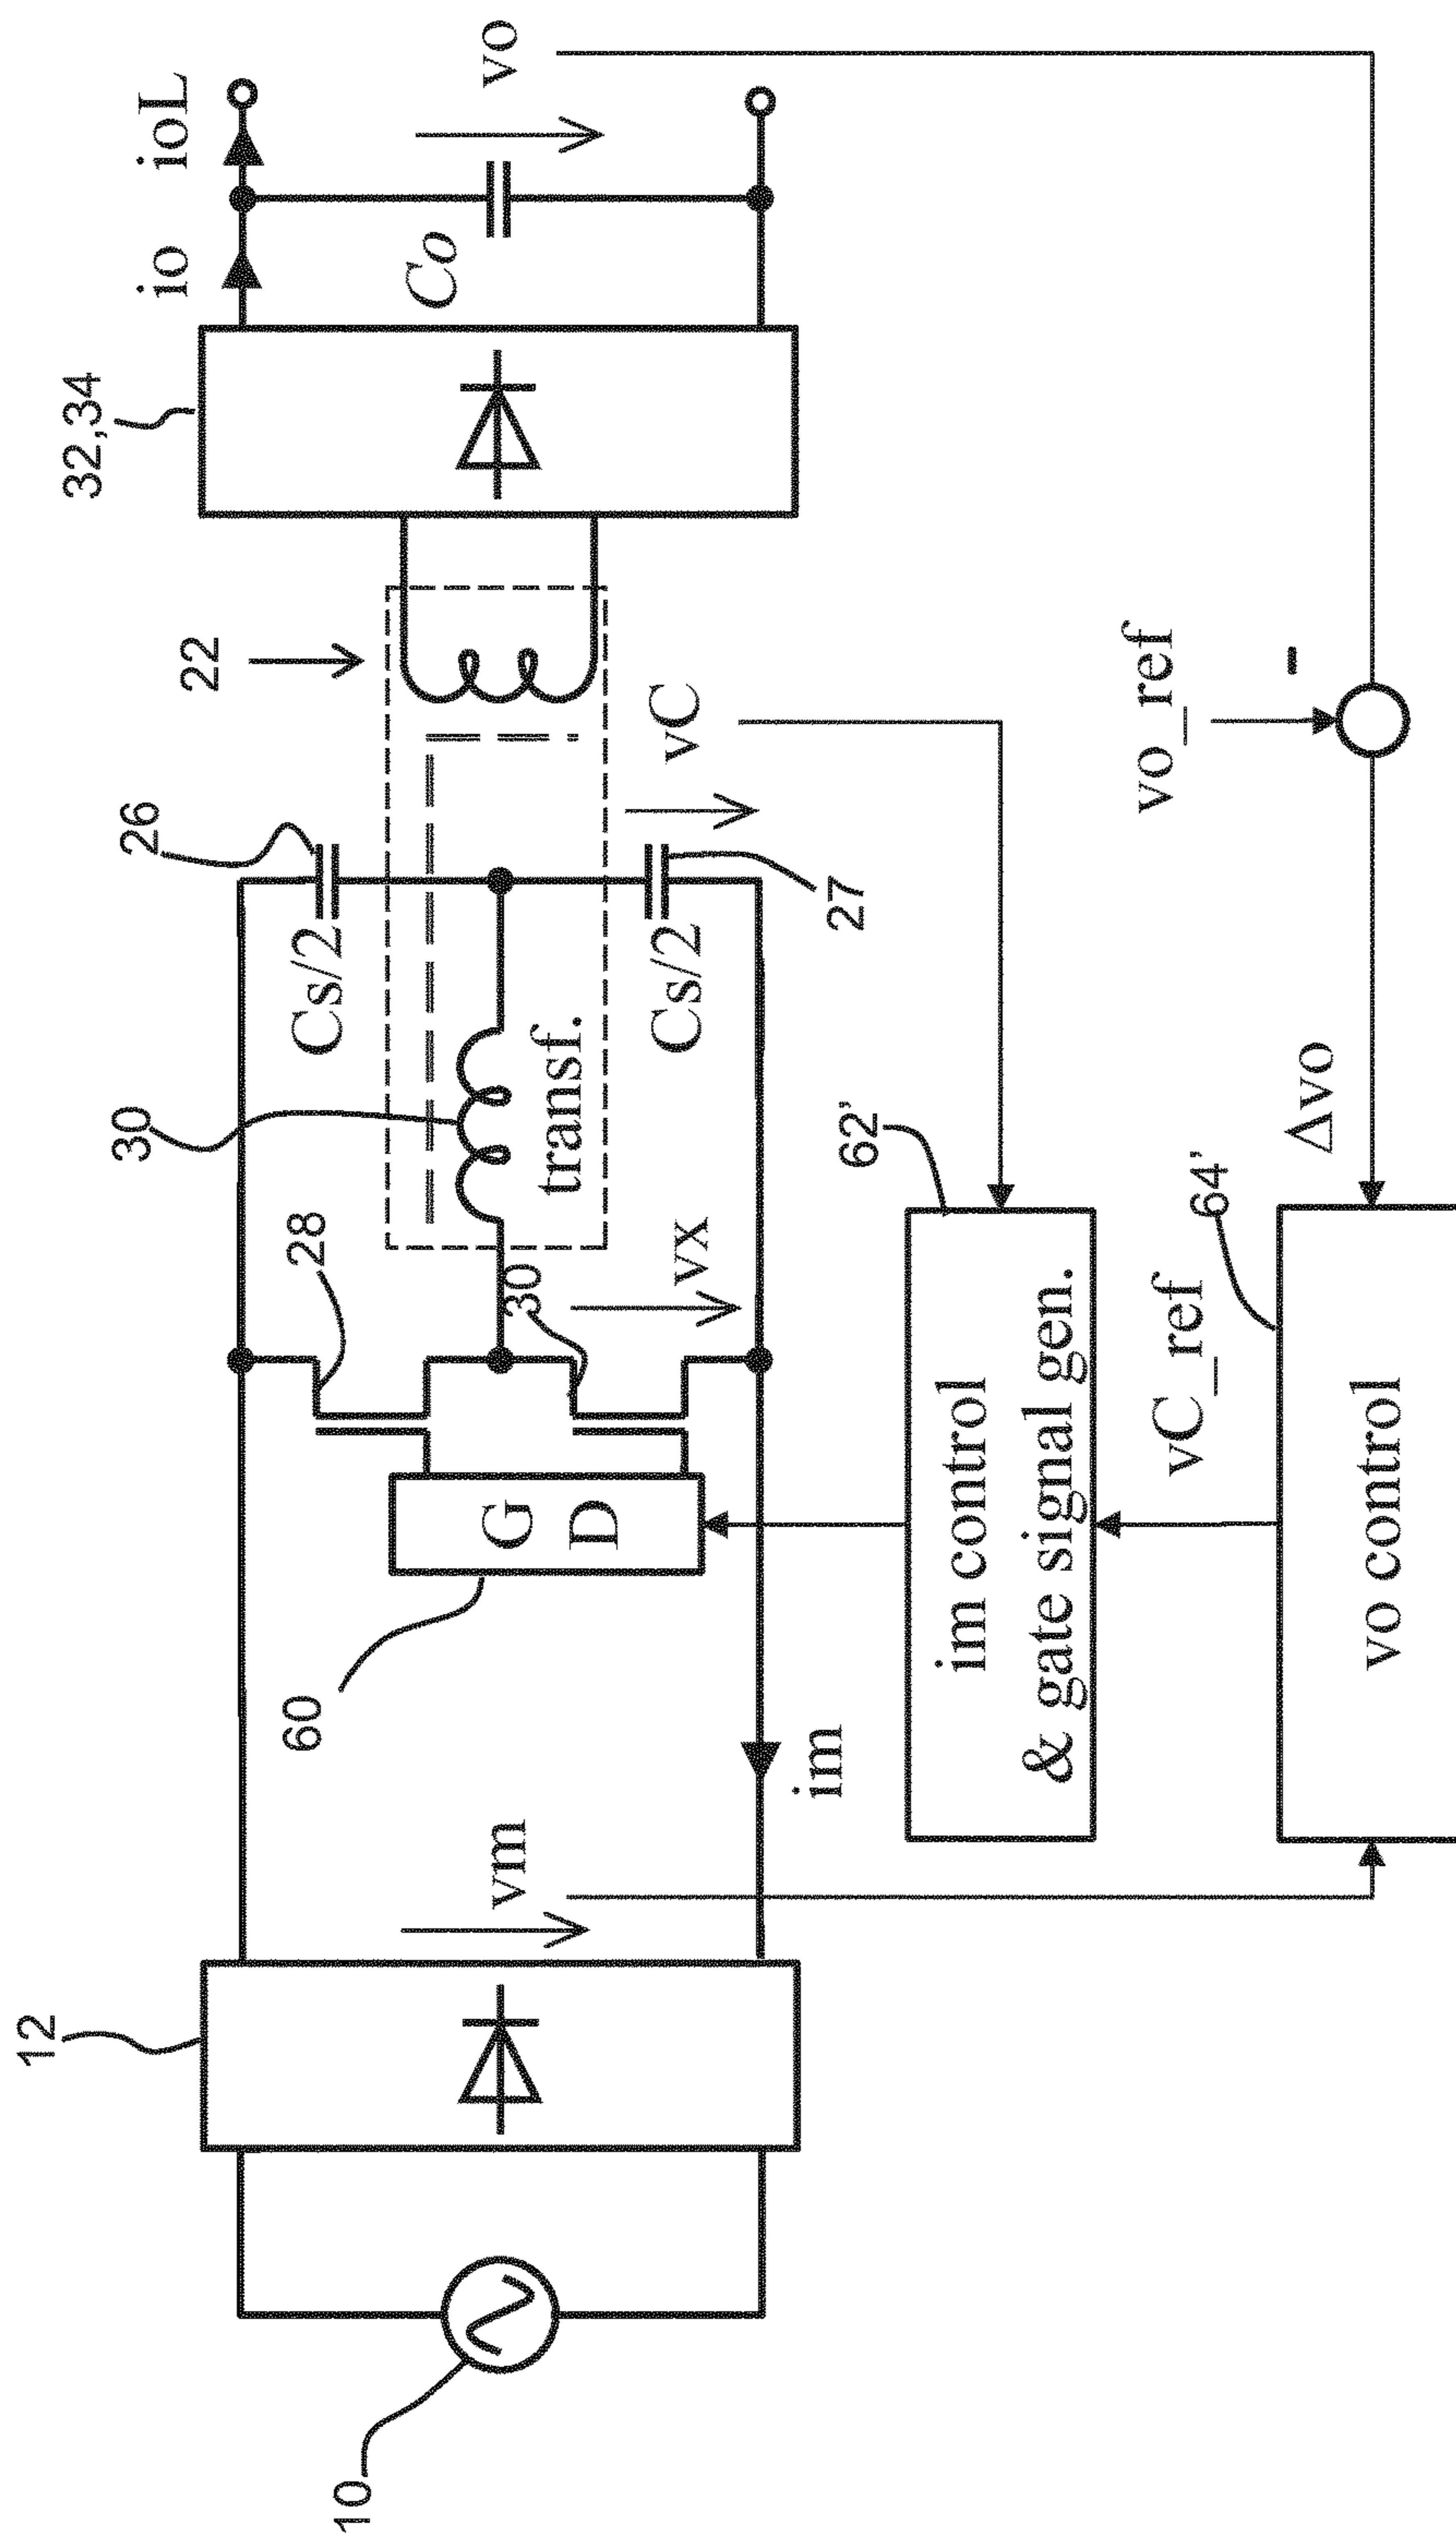 10
12
vm
60
im
G
D
28
30
vx
30
transf.
Cs/2
26
Cs/2
27
vC
22
32,34
io
ioL
Co
vo
im control
& gate signal gen.
62’
vC_ref
vo control
64’
Δvo
vo_ref
-